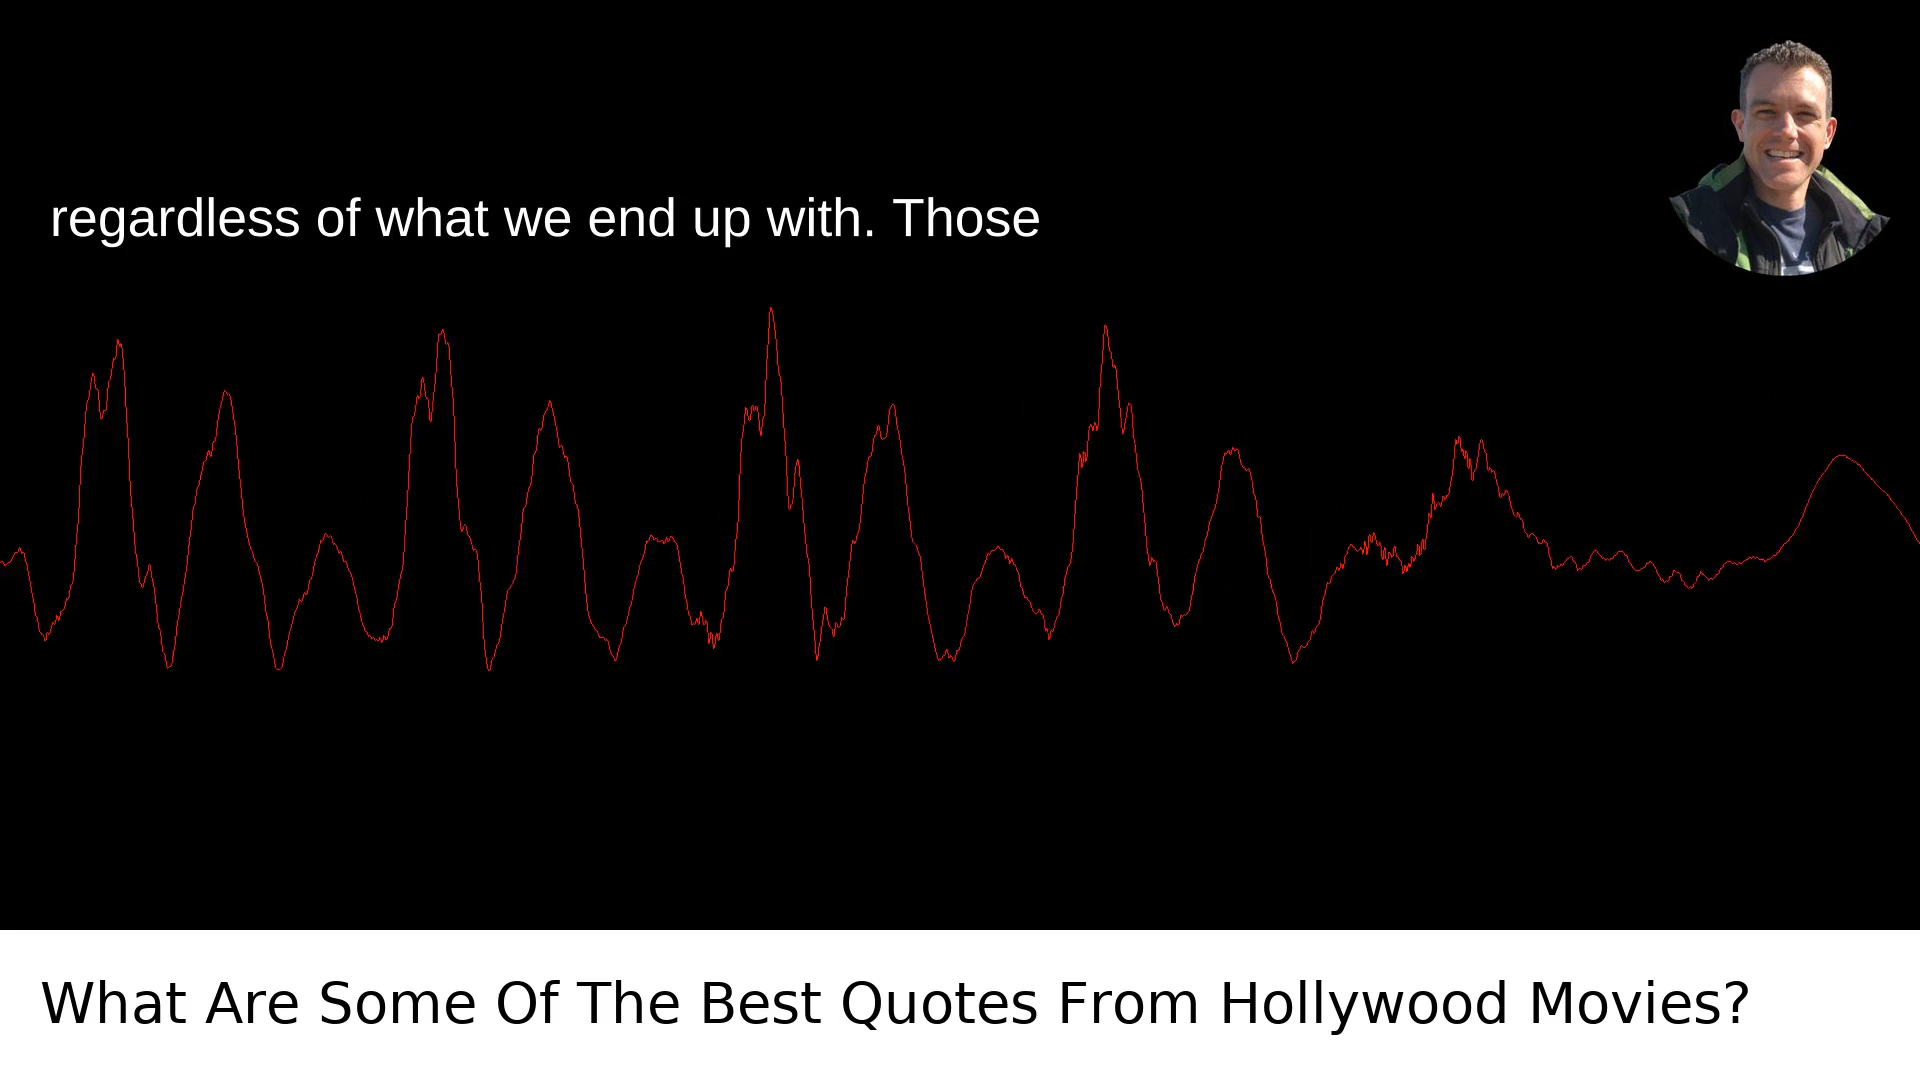 regardless of what we end up with. Those
What Are Some Of The Best Quotes From Hollywood Movies?